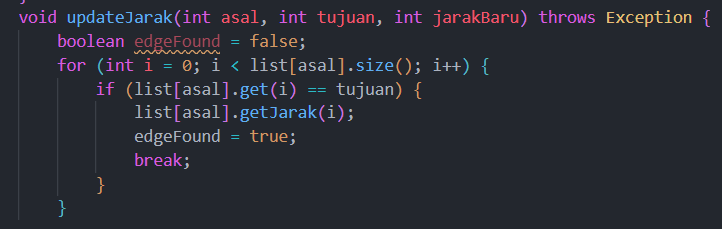 void updateJarak(int asal, int tujuan, int jarakBaru) throws Exception {
    boolean edgeFound = false;
    for (int i = 0; i < list[asal].size(); i++) {
        if (list[asal].get(i) == tujuan) {
            list[asal].getJarak(i);
            edgeFound = true;
            break;
        }
    }